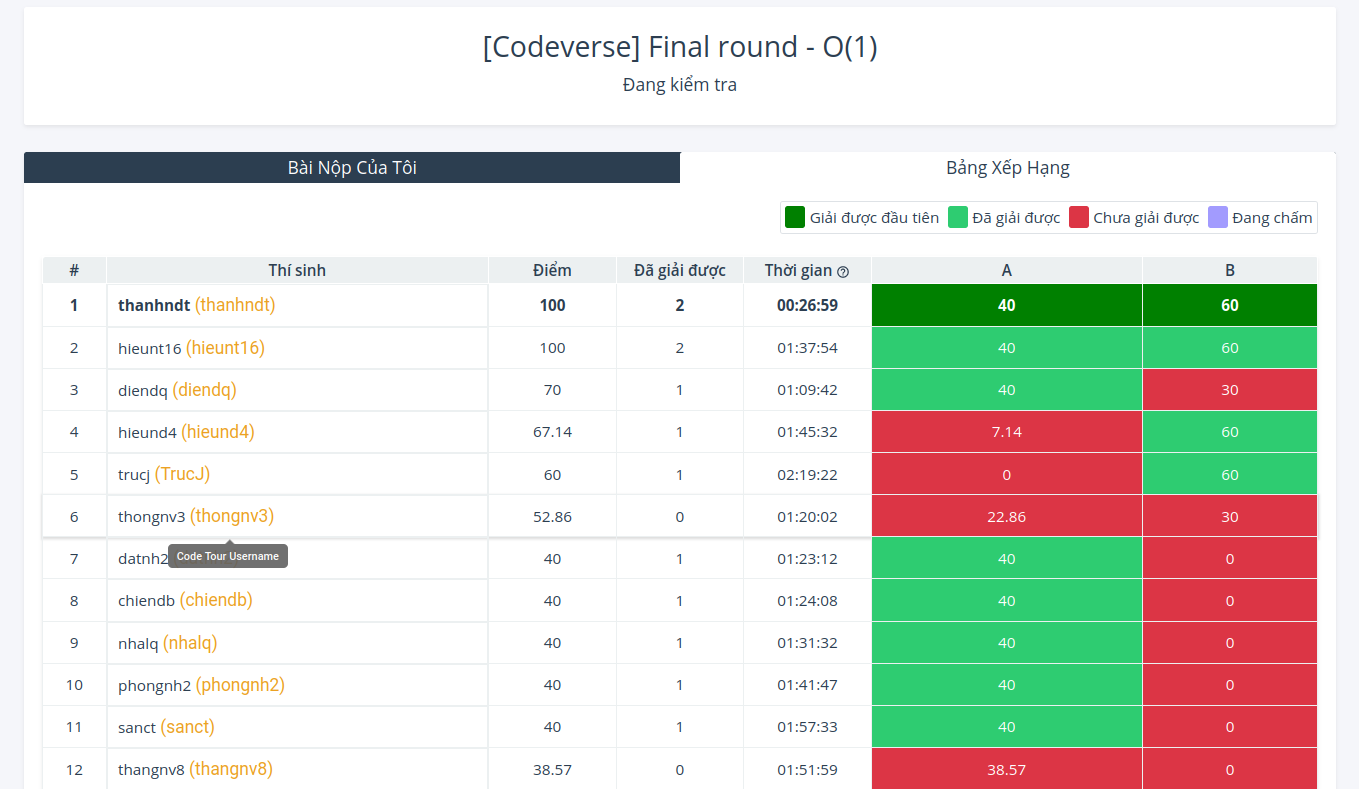 [Codeverse] Final round - O(1)
Đang kiểm tra
Bài Nộp Của Tôi Bảng Xếp Hạng
Giải được đầu tiên Đã giải được Chưa giải được Đang chấm
# Thí sinh Điểm Đã giải được Thời gian A B
1 thanhndt (thanhndt) 100 2 00:26:59 40 60
2 hieunt16 (hieunt16) 100 2 01:37:54 40 60
3 diendq (diendq) 70 1 01:09:42 40 30
4 hieund4 (hieund4) 67.14 1 01:45:32 7.14 60
5 trucj (TrucJ) 60 1 02:19:22 0 60
6 thongnv3 (thongnv3) 52.86 0 01:20:02 22.86 30
7 datnh2 40 1 01:23:12 40 0
Code Tour Username
8 chiendb (chiendb) 40 1 01:24:08 40 0
9 nhalq (nhalq) 40 1 01:31:32 40 0
10 phongnh2 (phongnh2) 40 1 01:41:47 40 0
11 sanct (sanct) 40 1 01:57:33 40 0
12 thangnv8 (thangnv8) 38.57 0 01:51:59 38.57 0